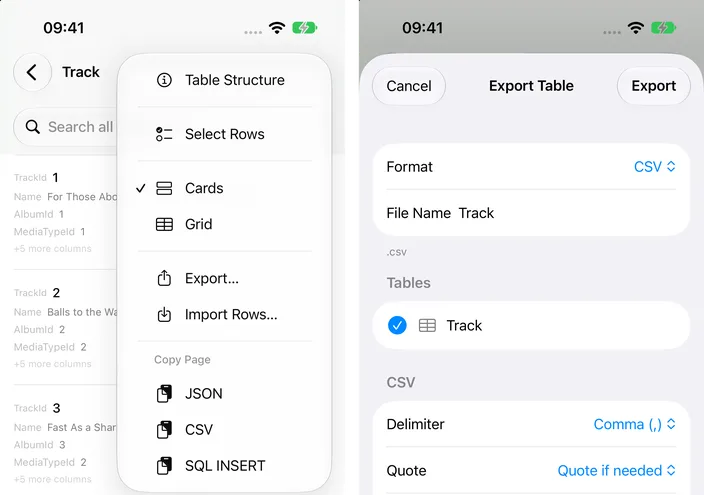 09:41
Track
Search all
TrackId 1
Name For Those Abo
AlbumId 1
MediaTypeId 1
+5 more columns
TrackId 2
Name Balls to the Wa
AlbumId 2
MediaTypeId 2
+5 more columns
TrackId 3
Name Fast As a Shar
AlbumId 3
MediaTypeId 2
+5 more columns
Table Structure
Select Rows
Cards
Grid
Export...
Import Rows...
Copy Page
JSON
CSV
SQL INSERT
09:41
Cancel
Export Table
Export
Format CSV
File Name Track
.csv
Tables
Track
CSV
Delimiter Comma (,)
Quote Quote if needed